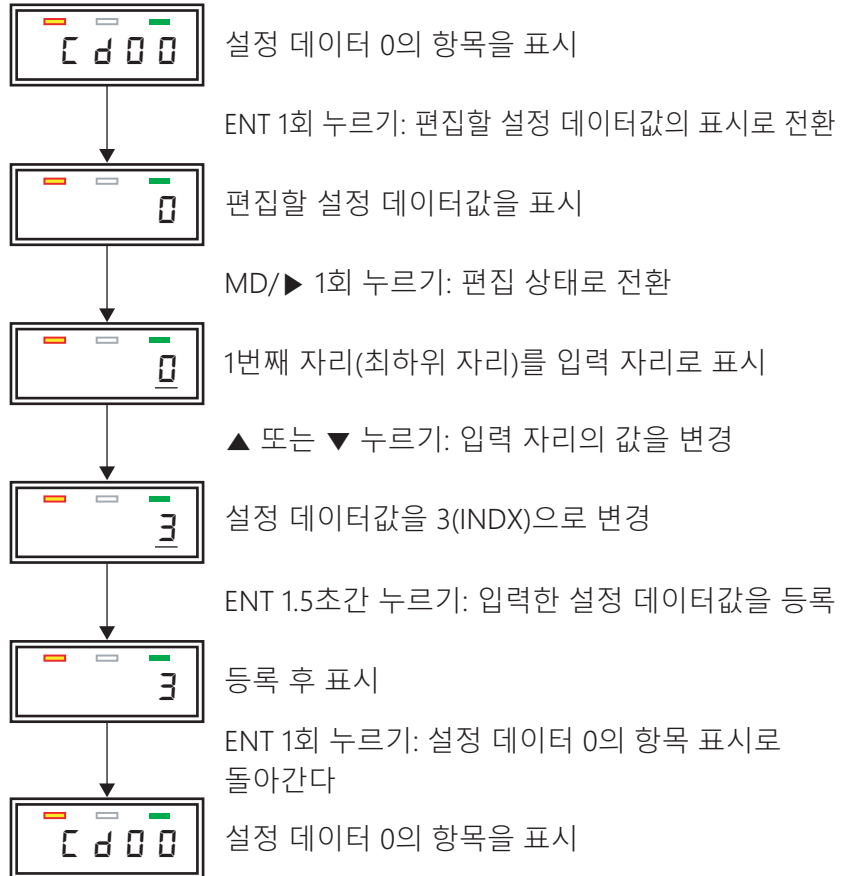 Cd00
설정 데이터 0의 항목을 표시
ENT 1회 누르기: 편집할 설정 데이터값의 표시로 전환
0
편집할 설정 데이터값을 표시
MD/▶ 1회 누르기: 편집 상태로 전환
0
1번째 자리(최하위 자리)를 입력 자리로 표시
▲ 또는 ▼ 누르기: 입력 자리의 값을 변경
3
설정 데이터값을 3(INDX)으로 변경
ENT 1.5초간 누르기: 입력한 설정 데이터값을 등록
3
등록 후 표시
ENT 1회 누르기: 설정 데이터 0의 항목 표시로
돌아간다
Cd00
설정 데이터 0의 항목을 표시